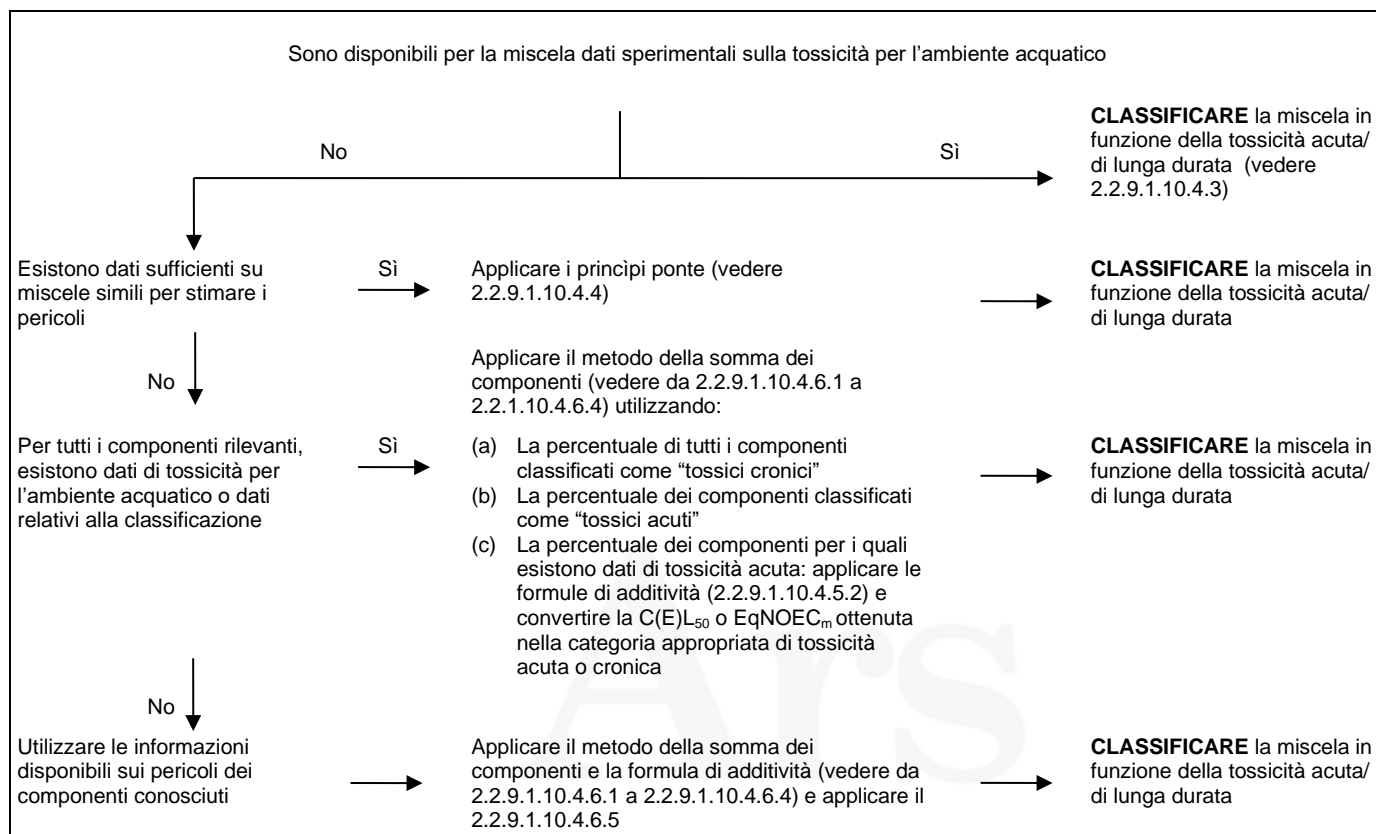 Sono disponibili per la miscela dati sperimentali sulla tossicità per l'ambiente acquatico
No
Sì
CLASSIFICARE la miscela in
funzione della tossicità acuta/
di lunga durata (vedere
2.2.9.1.10.4.3)
Esistono dati sufficienti su
miscele simili per stimare i
pericoli
Sì
Applicare i princìpi ponte (vedere
2.2.9.1.10.4.4)
CLASSIFICARE la miscela in
funzione della tossicità acuta/
di lunga durata
No
Applicare il metodo della somma dei
componenti (vedere da 2.2.9.1.10.4.6.1 a
2.2.1.10.4.6.4) utilizzando:
Per tutti i componenti rilevanti,
esistono dati di tossicità per
l'ambiente acquatico o dati
relativi alla classificazione
Sì
(a) La percentuale di tutti i componenti
classificati come "tossici cronici"
(b) La percentuale dei componenti classificati
come "tossici acuti"
(c) La percentuale dei componenti per i quali
esistono dati di tossicità acuta: applicare le
formule di additività (2.2.9.1.10.4.5.2) e
convertire la C(E)L50 o EqNOECm ottenuta
nella categoria appropriata di tossicità
acuta o cronica
CLASSIFICARE la miscela in
funzione della tossicità acuta/
di lunga durata
No
Utilizzare le informazioni
disponibili sui pericoli dei
componenti conosciuti
Applicare il metodo della somma dei
componenti e la formula di additività (vedere da
2.2.9.1.10.4.6.1 a 2.2.9.1.10.4.6.4) e applicare il
2.2.9.1.10.4.6.5
CLASSIFICARE la miscela in
funzione della tossicità acuta/
di lunga durata
Ars